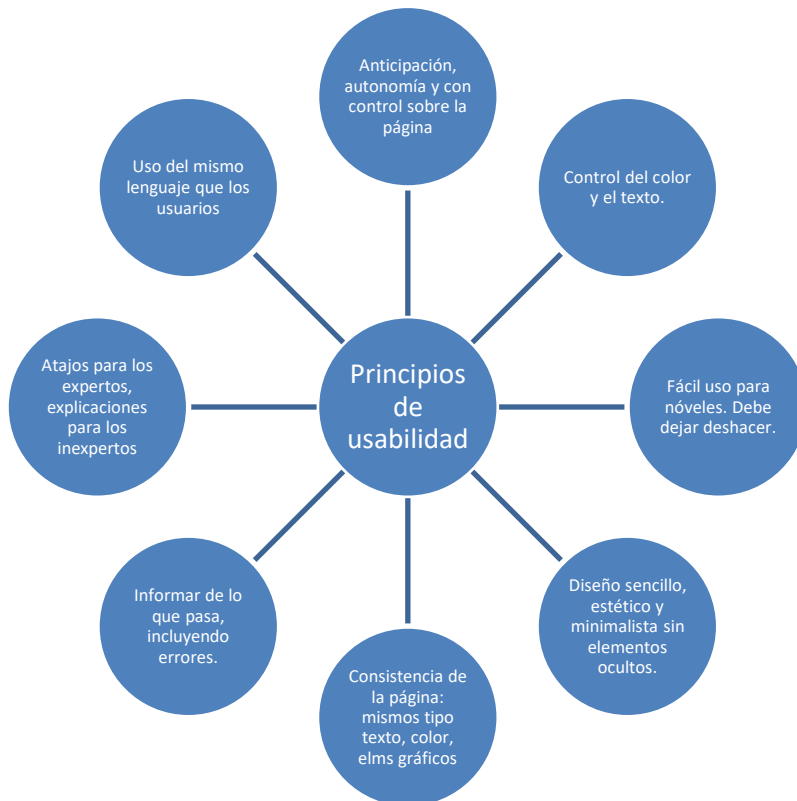 Anticipación,
autonomía y con
control sobre la
página
Control del color
y el texto.
Fácil uso para
nóveles. Debe
dejar deshacer.
Diseño sencillo,
estético y
minimalista sin
elementos
ocultos.
Consistencia de
la página:
mismos tipo
texto, color,
elms gráficos
Informar de lo
que pasa,
incluyendo
errores.
Atajos para los
expertos,
explicaciones
para los
inexpertos
Uso del mismo
lenguaje que los
usuarios
Principios
de
usabilidad